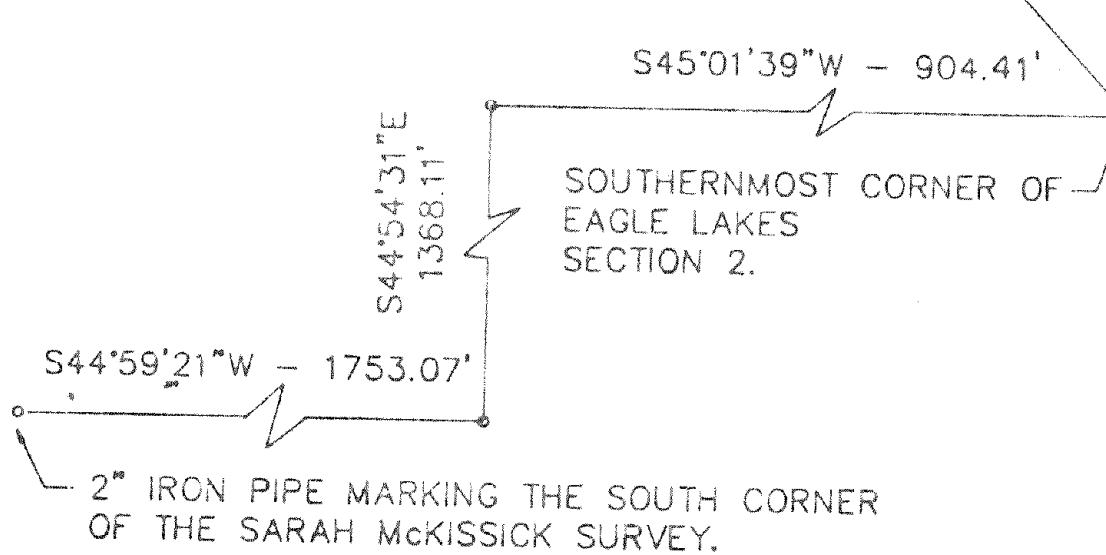 S45°01'39"W - 904.41'
S44°54'31"E
1368.11'
SOUTHERNMOST CORNER OF
EAGLE LAKES
SECTION 2.
S44°59'21"W - 1753.07'
2" IRON PIPE MARKING THE SOUTH CORNER
OF THE SARAH McKISSICK SURVEY.